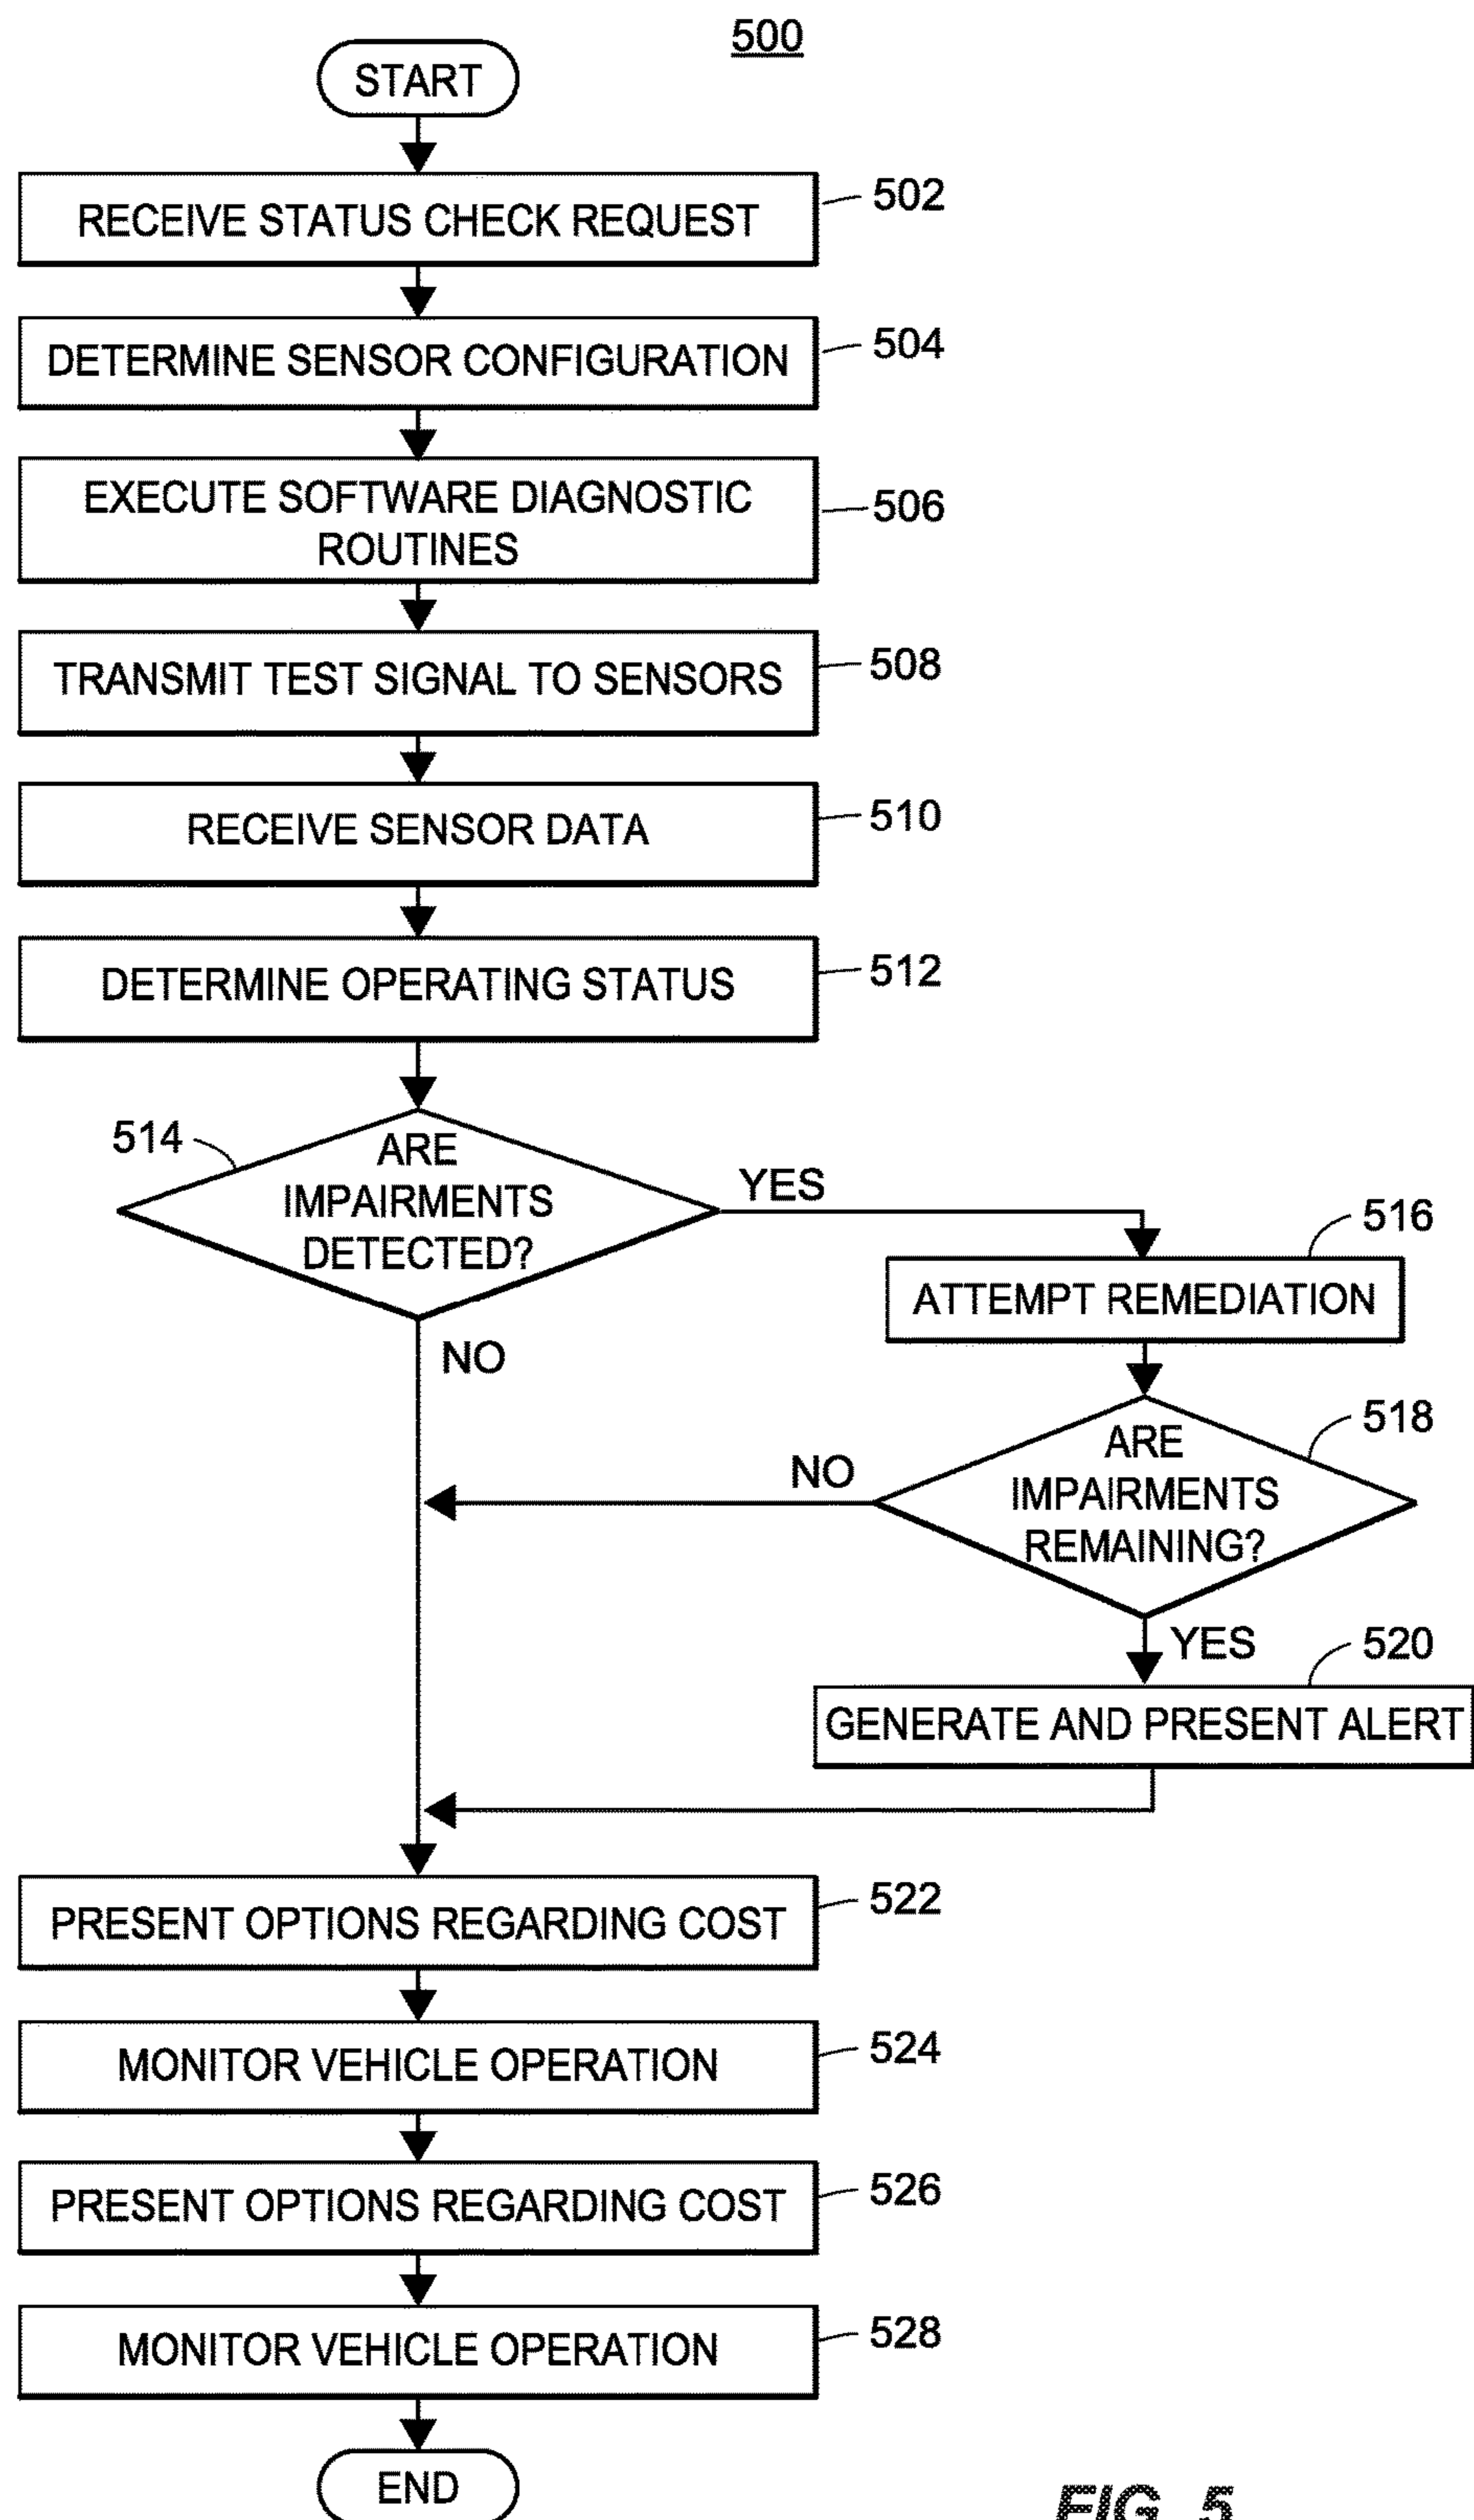 500
START
RECEIVE STATUS CHECK REQUEST
502
DETERMINE SENSOR CONFIGURATION
504
EXECUTE SOFTWARE DIAGNOSTIC
ROUTINES
506
TRANSMIT TEST SIGNAL TO SENSORS
508
RECEIVE SENSOR DATA
510
DETERMINE OPERATING STATUS
512
514
ARE
IMPAIRMENTS
DETECTED?
YES
NO
516
ATTEMPT REMEDIATION
518
ARE
IMPAIRMENTS
REMAINING?
NO
YES
520
GENERATE AND PRESENT ALERT
PRESENT OPTIONS REGARDING COST
522
MONITOR VEHICLE OPERATION
524
PRESENT OPTIONS REGARDING COST
526
MONITOR VEHICLE OPERATION
528
END
FIG. 5